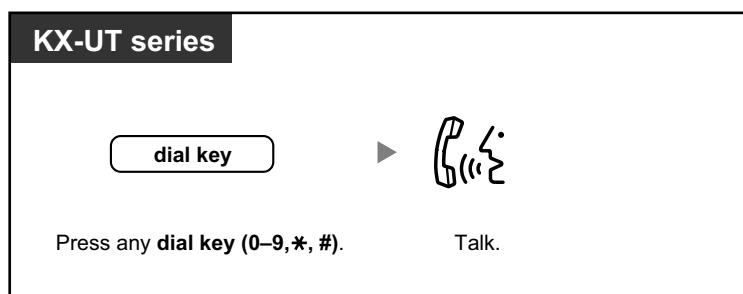 KX-UT series
dial key
Press any dial key (0–9,✱, #).
Talk.